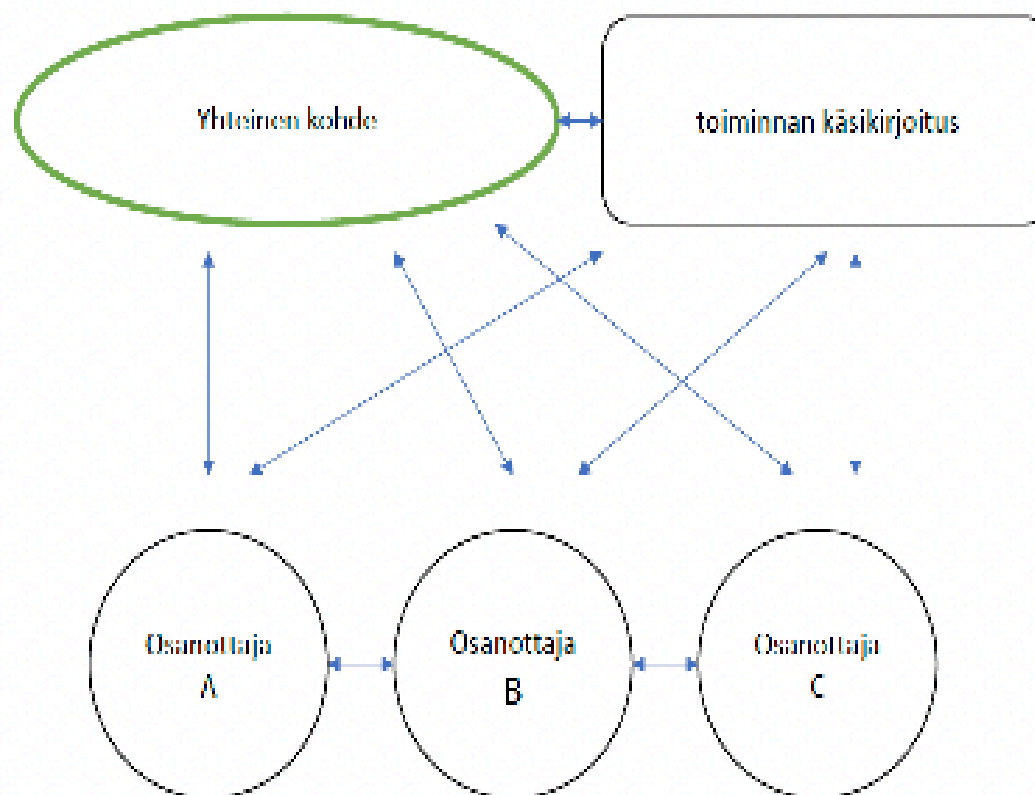 Yhteinen kohde
toiminnan käsikirjoitus
Osanottaja
A
Osanottaja
B
Osanottaja
C